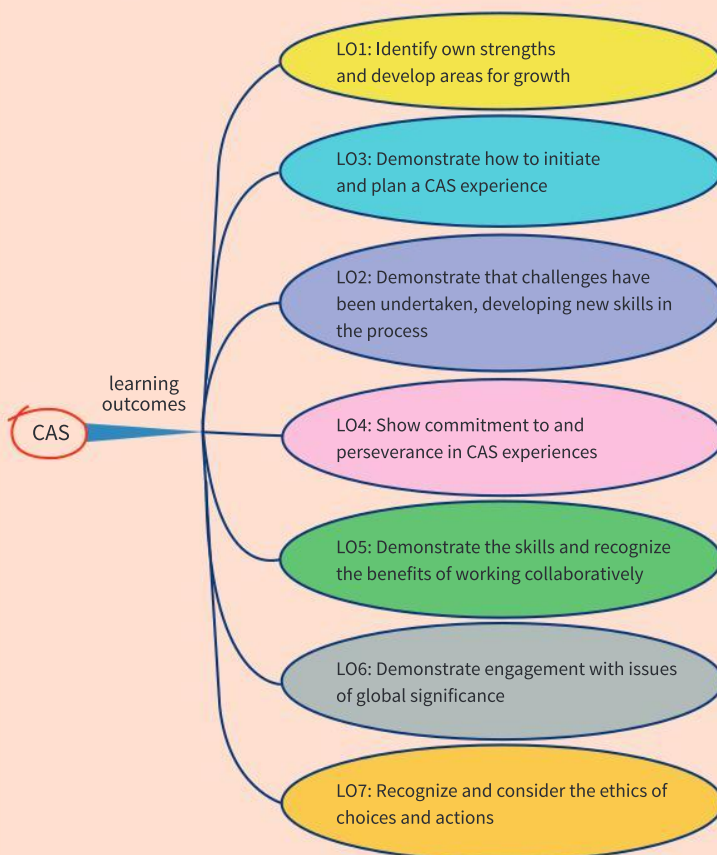 LO1: Identify own strengths
and develop areas for growth
LO3: Demonstrate how to initiate
and plan a CAS experience
LO2: Demonstrate that challenges have
been undertaken, developing new skills in
the process
learning
outcomes
CAS
LO4: Show commitment to and
perseverance in CAS experiences
LO5: Demonstrate the skills and recognize
the benefits of working collaboratively
LO6: Demonstrate engagement with issues
of global significance
LO7: Recognize and consider the ethics of
choices and actions